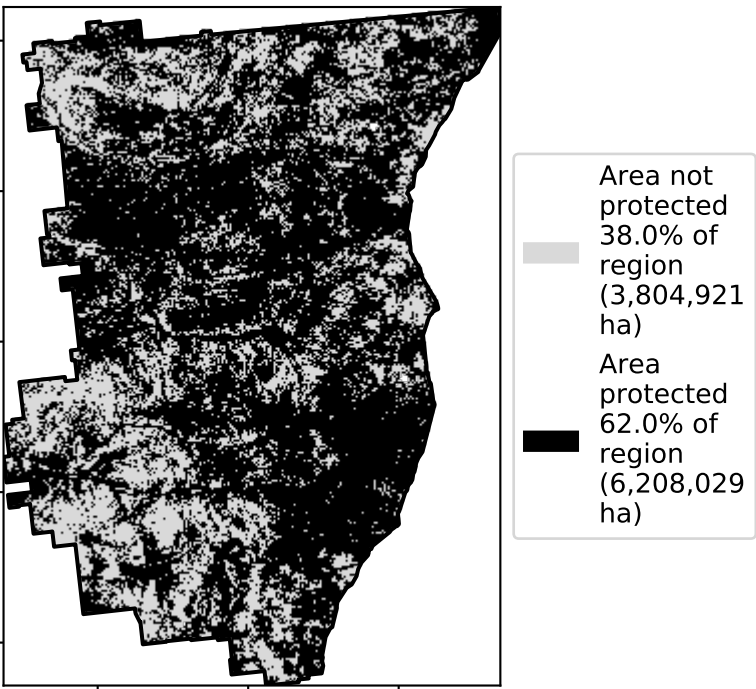 Area not
protected
38.0% of
region
(3,804,921
ha)
Area
protected
62.0% of
region
(6,208,029
ha)